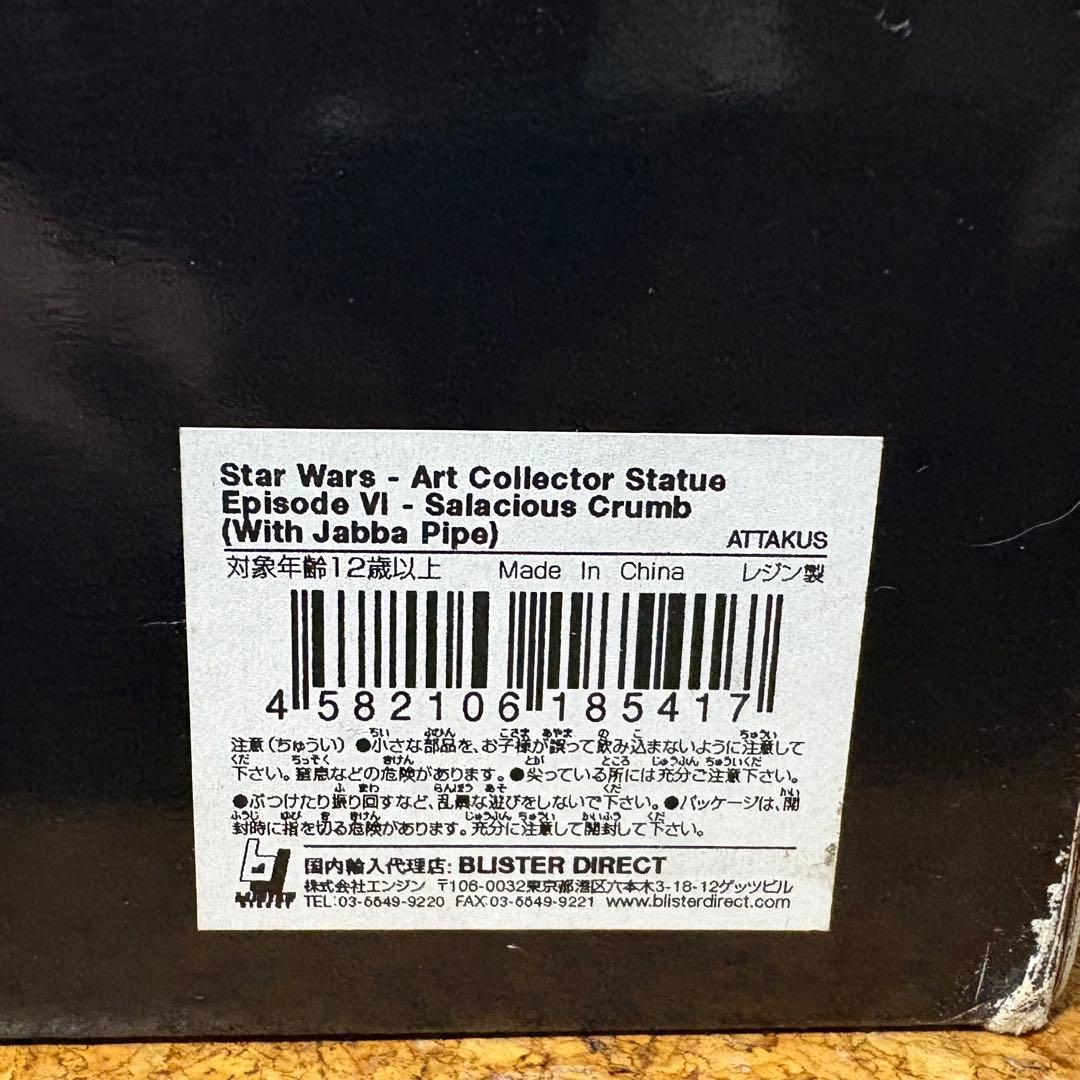 Star Wars - Art Collector Statue
Episode VI - Salacious Crumb
(With Jabba Pipe)
ATTAKUS
対象年齢12歳以上 Made In China レジン製
4 582106 185417
注意(ちゅうい) ●小さな部品を、お子様が誤って飲み込まないように注意して
下さい。窒息などの危険があります。●尖っている所には充分ご注意下さい。
●ぶつけたり振り回すなど、乱暴な遊びをしないで下さい。●パッケージは、開
封時に指を切る危険があります。充分に注意して開封して下さい。
国内輸入代理店: BLISTER DIRECT
株式会社エンジン 〒106-0032東京都港区六本木3-18-12ゲッツビル
TEL:03-5549-9220 FAX:03-5549-9221 www.blisterdirect.com